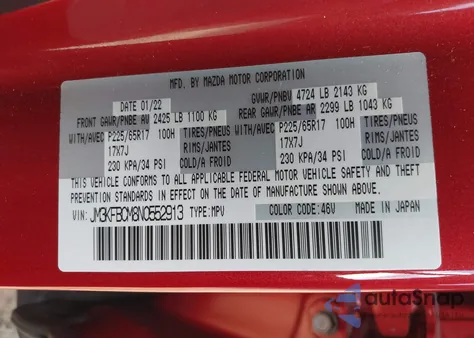 MFD. BY MAZDA MOTOR CORPORATION
DATE 01/22 GVWR/PNBV 4724 LB 2143 KG
FRONT GAWR/PNBE AV 2425 LB 1100 KG REAR GAWR/PNBE AR 2299 LB 1043 KG
WITH/AVEC P225/65R17 100H TIRES/PNEUS WITH/AVEC P225/65R17 100H TIRES/PNEUS
17X7J RIMS/JANTES 17X7J RIMS/JANTES
230 KPA/34 PSI COLD/A FROID 230 KPA/34 PSI COLD/A FROID
THIS VEHICLE CONFORMS TO ALL APPLICABLE FEDERAL MOTOR VEHICLE SAFETY AND THEFT
PREVENTION STANDARDS IN EFFECT ON THE DATE OF MANUFACTURE SHOWN ABOVE.
VIN: JM3KFBCM8N0552913 TYPE: MPV COLOR CODE: 46V MADE IN JAPAN
autoSnap